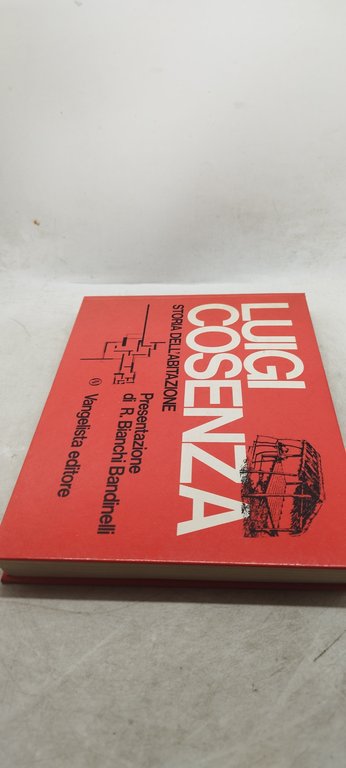 LUIGI
COSENZA
STORIA DELL'ABITAZIONE
Presentazione
di R. Bianchi Bandinelli
Vangelista editore